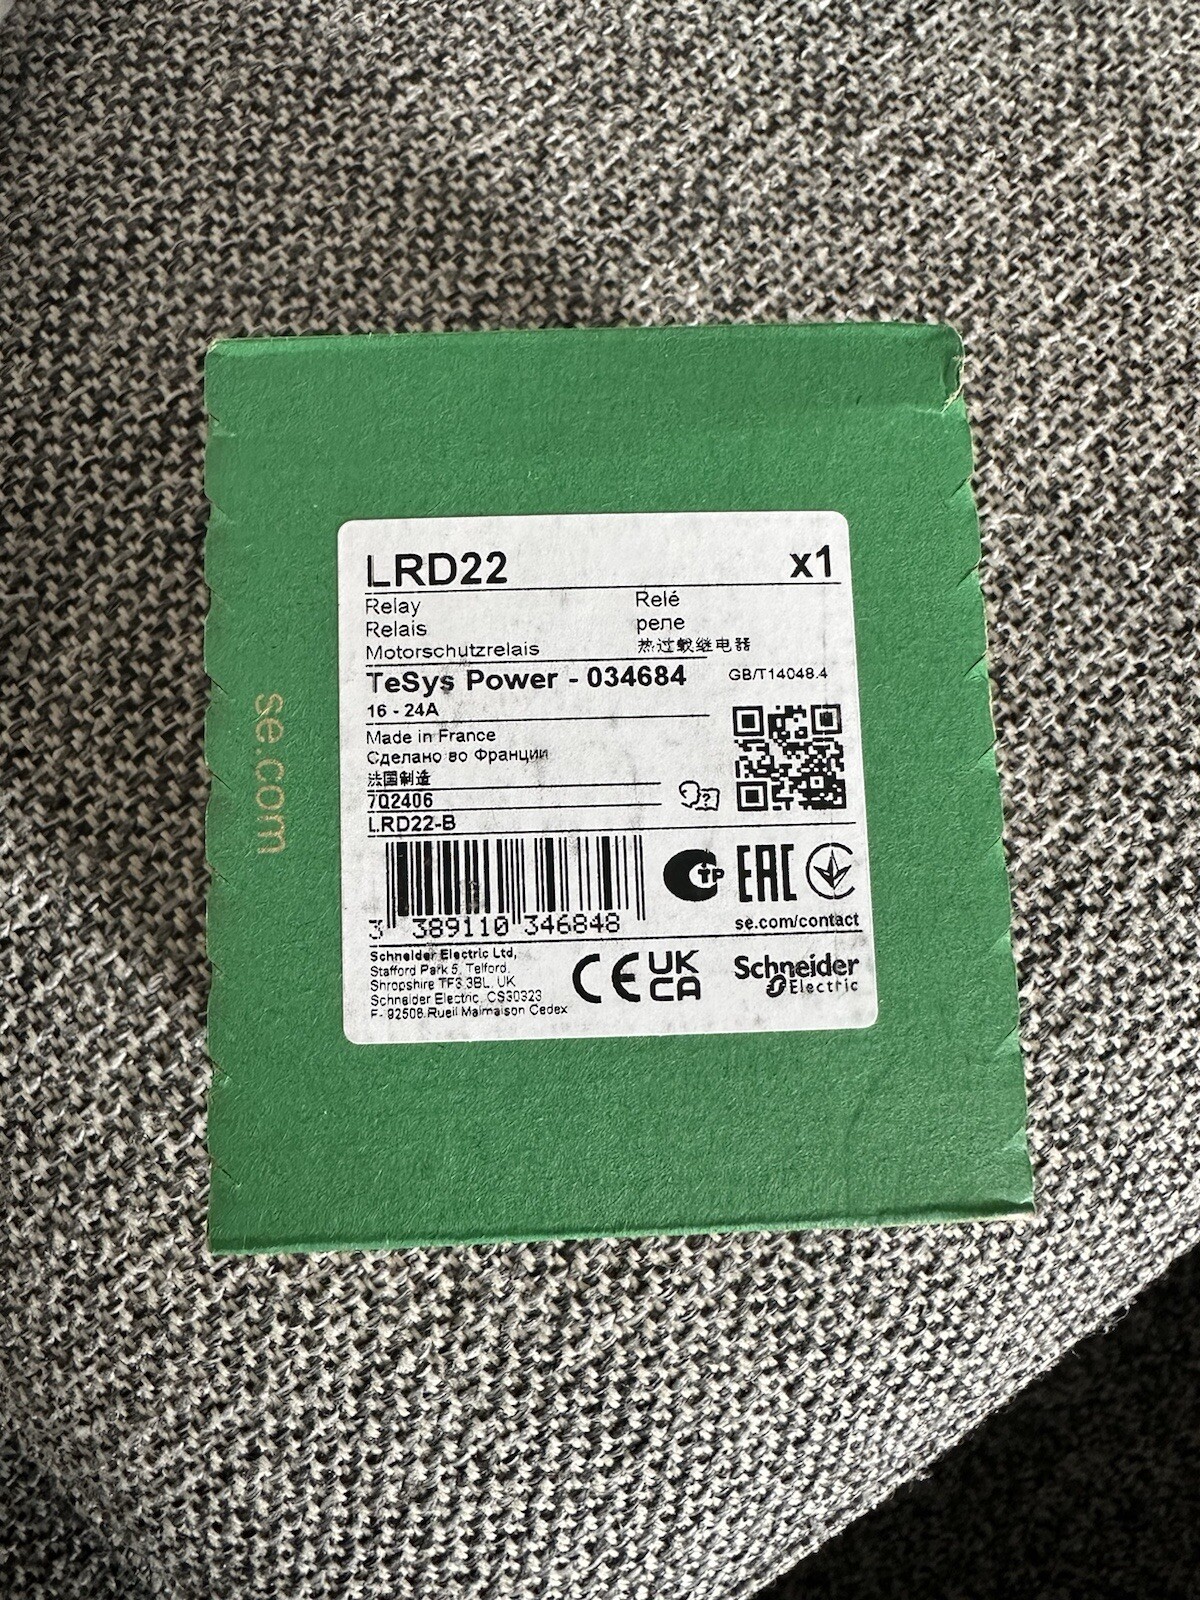 LRD22 x1
Relay Relé
Relais реле
Motorschutzrelais 热过载继电器
TeSys Power - 034684 GB/T14048.4
16 - 24A
Made in France
Сделано во Франции
法国制造
7Q2406
LRD22-B
3 389110 346848
TP EAC
se.com/contact
Schneider Electric Ltd,
Stafford Park 5, Telford,
Shropshire TF3 3BL, UK
Schneider Electric, CS30323
F- 92506 Rueil Malmaison Cedex
CE UK CA
Schneider Electric
se.com